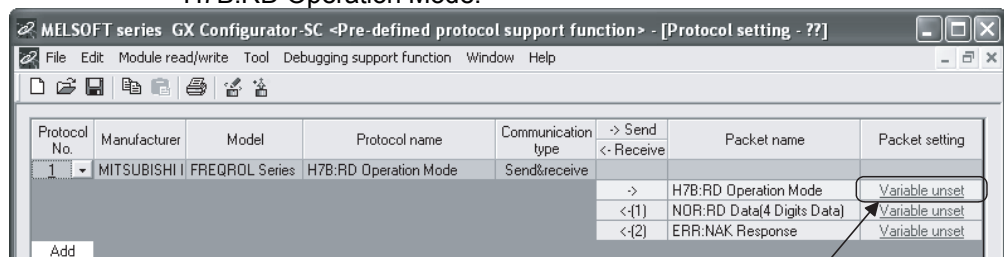 H7B:RD Operation Mode.
MELSOFT series GX Configurator-SC <Pre-defined protocol support function> - [Protocol setting - ??]
File Edit Module read/write Tool Debugging support function Window Help
Protocol No. Manufacturer Model Protocol name Communication type -> Send <- Receive Packet name Packet setting
1 MITSUBISHI I FREQROL Series H7B:RD Operation Mode Send&receive
-> H7B:RD Operation Mode Variable unset
<-(1) NOR:RD Data(4 Digits Data) Variable unset
<-(2) ERR:NAK Response Variable unset
Add